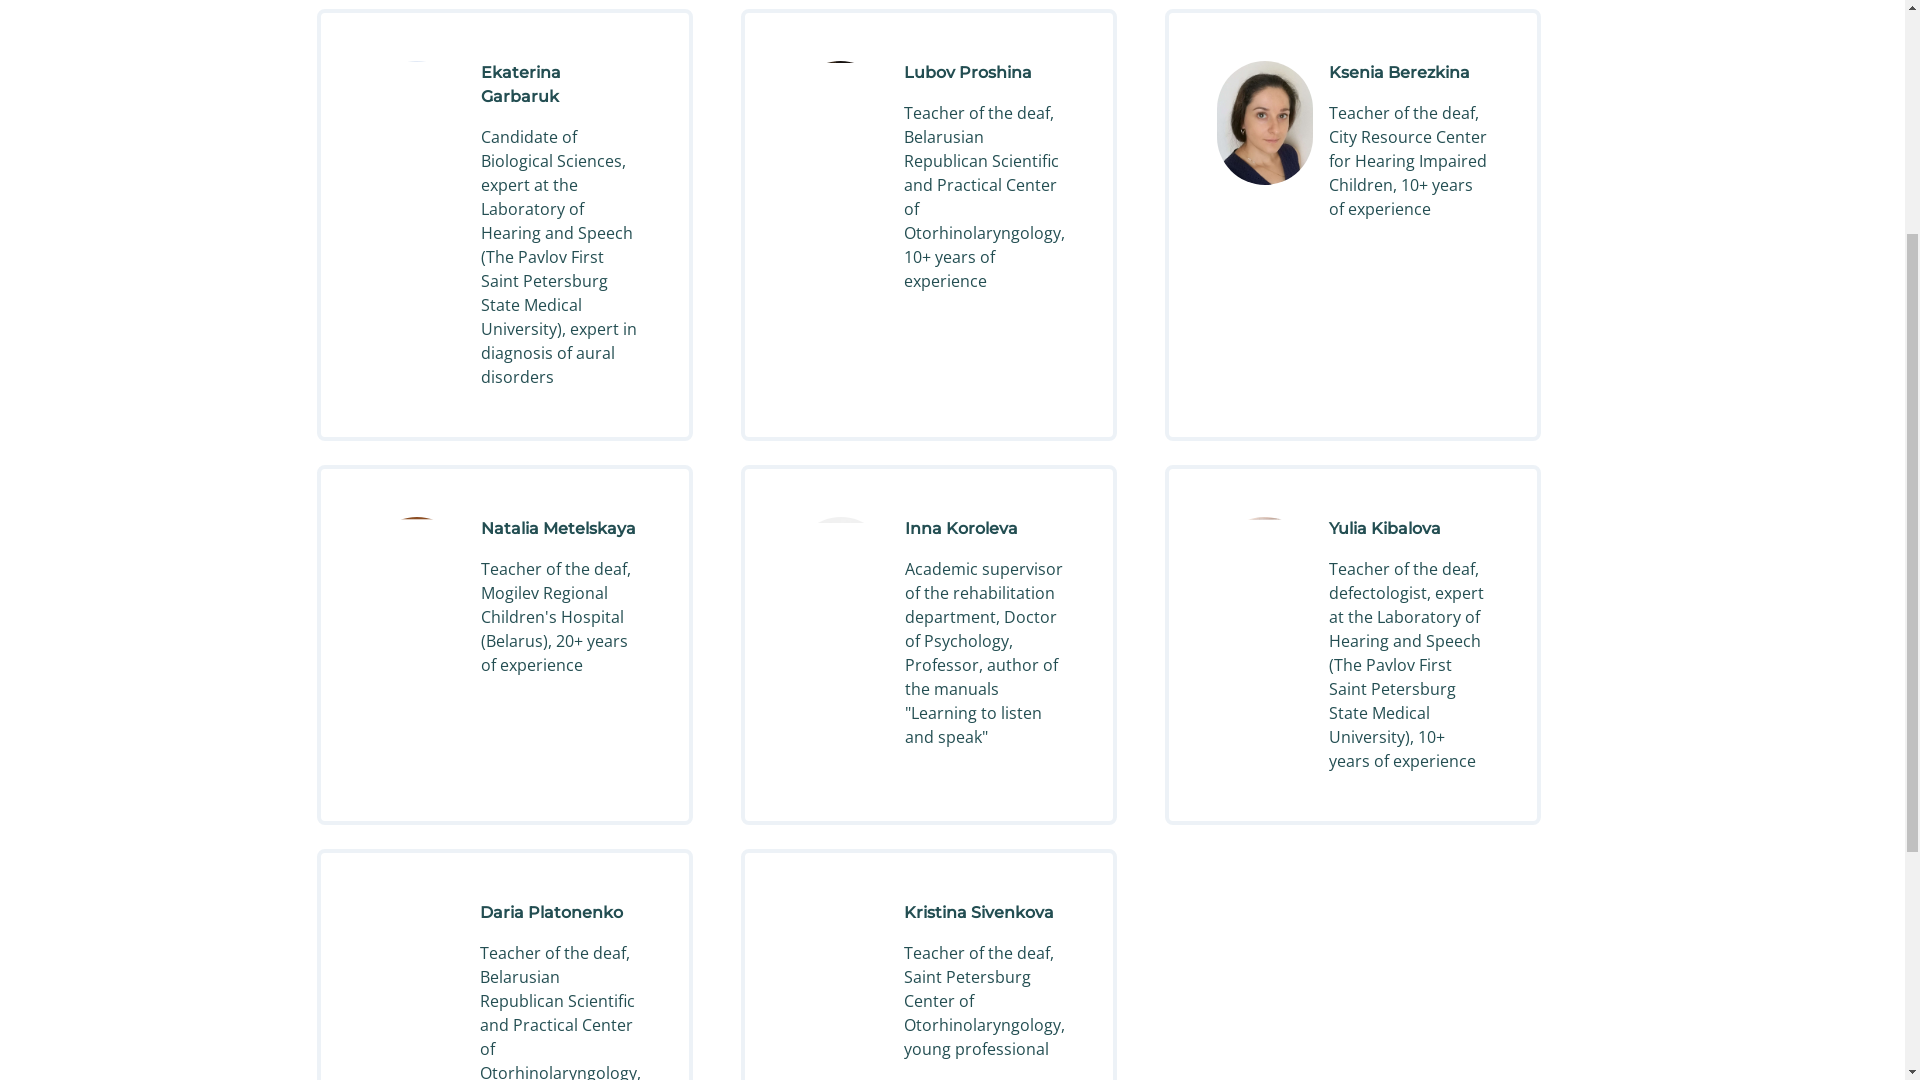 Ekaterina
Garbaruk
Candidate of
Biological Sciences,
expert at the
Laboratory of
Hearing and Speech
(The Pavlov First
Saint Petersburg
State Medical
University), expert in
diagnosis of aural
disorders
Lubov Proshina
Teacher of the deaf,
Belarusian
Republican Scientific
and Practical Center
of
Otorhinolaryngology,
10+ years of
experience
Ksenia Berezkina
Teacher of the deaf,
City Resource Center
for Hearing Impaired
Children, 10+ years
of experience
Natalia Metelskaya
Teacher of the deaf,
Mogilev Regional
Children's Hospital
(Belarus), 20+ years
of experience
Inna Koroleva
Academic supervisor
of the rehabilitation
department, Doctor
of Psychology,
Professor, author of
the manuals
"Learning to listen
and speak"
Yulia Kibalova
Teacher of the deaf,
defectologist, expert
at the Laboratory of
Hearing and Speech
(The Pavlov First
Saint Petersburg
State Medical
University), 10+
years of experience
Daria Platonenko
Teacher of the deaf,
Belarusian
Republican Scientific
and Practical Center
of
Otorhinolaryngology,
Kristina Sivenkova
Teacher of the deaf,
Saint Petersburg
Center of
Otorhinolaryngology,
young professional